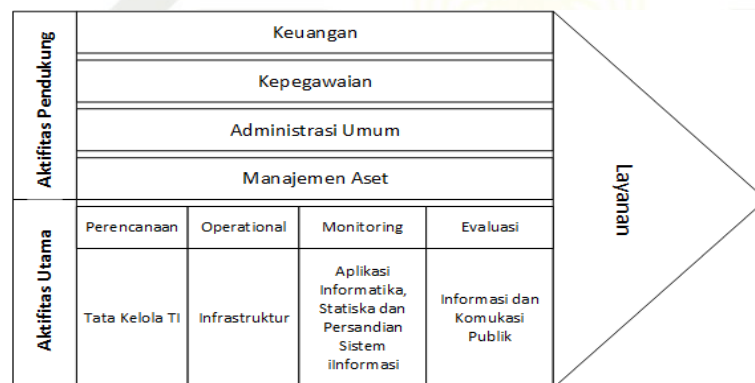 Aktifitas Pendukung
Keuangan
Kepegawaian
Administrasi Umum
Manajemen Aset
Layanan
Aktifitas Utama
Perencanaan
Operational
Monitoring
Evaluasi
Tata Kelola TI
Infrastruktur
Aplikasi
Informatika,
Statiska dan
Persandian
Sistem
iInformasi
Informasi dan
Komukasi
Publik